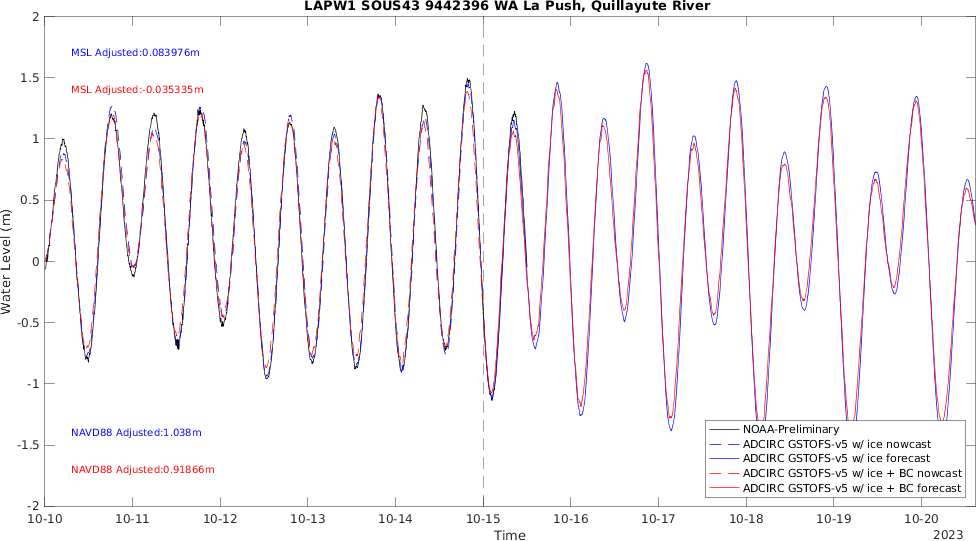 LAPW1 SOUS43 9442396 WA La Push, Quillayute River
MSL Adjusted:0.083976m
MSL Adjusted:-0.035335m
NAVD88 Adjusted:1.038m
NAVD88 Adjusted:0.91866m
Water Level (m)
2
1.5
1
0.5
0
-0.5
-1
-1.5
-2
NOAA-Preliminary
ADCIRC GSTOFS-v5 w/ ice nowcast
ADCIRC GSTOFS-v5 w/ ice forecast
ADCIRC GSTOFS-v5 w/ ice + BC nowcast
ADCIRC GSTOFS-v5 w/ ice + BC forecast
10-10 10-11 10-12 10-13 10-14 10-15 10-16 10-17 10-18 10-19 10-20
Time
2023